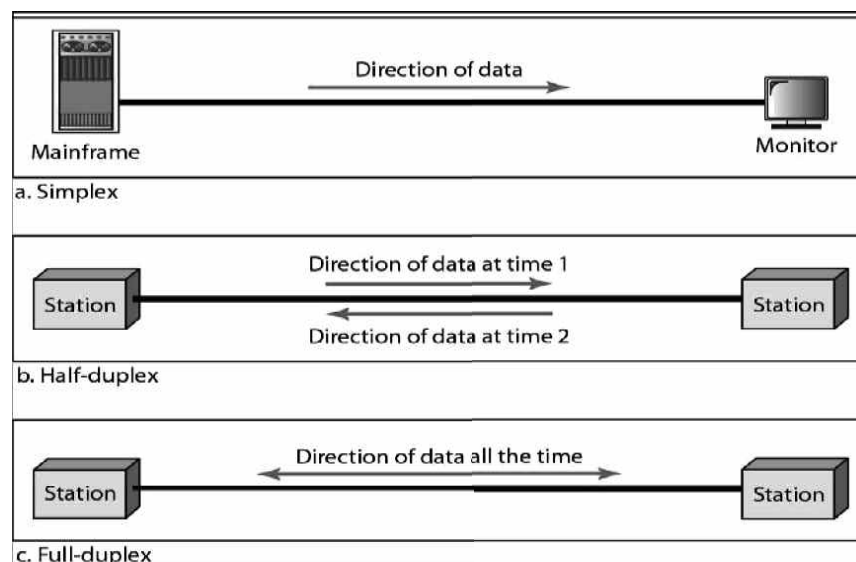 Direction of data
Mainframe
Monitor
a. Simplex
Direction of data at time 1
Station
Station
Direction of data at time 2
b. Half-duplex
Direction of data all the time
Station
Station
c. Full-duplex